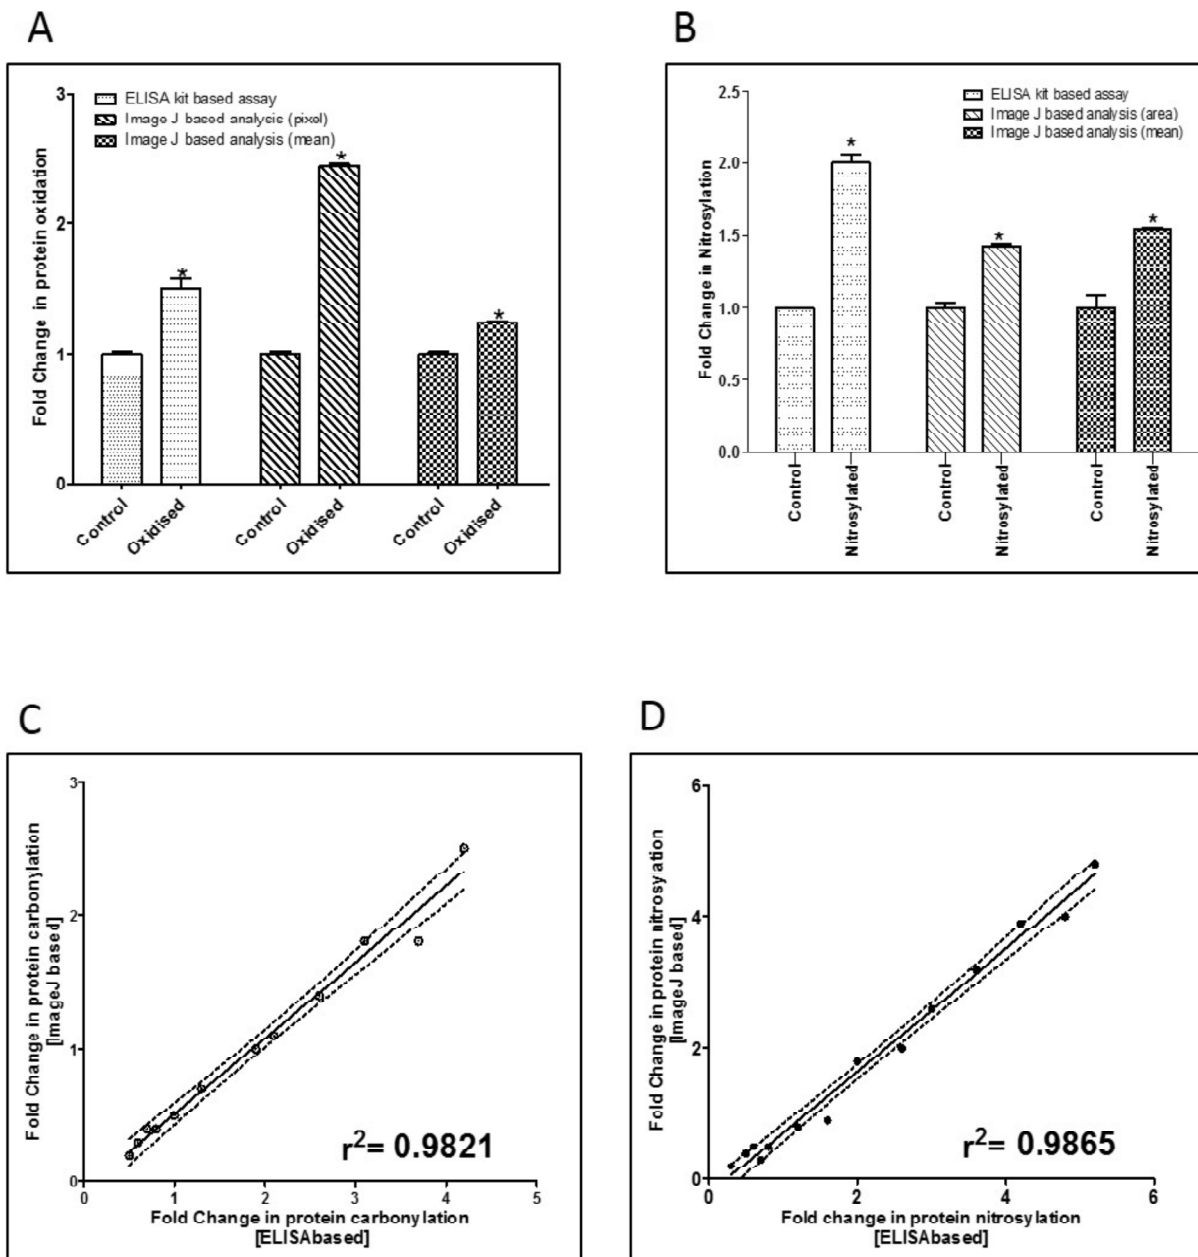 A
3
2
1
0
Fold Change in protein oxidation
ELISA kit based assay
Image J based analysis (pixel)
Image J based analysis (mean)
*
*
*
Control
Oxidised
Control
Oxidised
Control
Oxidised
B
2.5
2.0
1.5
1.0
0.5
0.0
Fold Change in Nitrosylation
ELISA kit based assay
Image J based analysis (area)
Image J based analysis (mean)
*
*
*
Control
Nitrosylated
Control
Nitrosylated
Control
Nitrosylated
C
3
2
1
0
Fold Change in protein carbonylation
[ImageJ based]
r²= 0.9821
0 1 2 3 4 5
Fold Change in protein carbonylation
[ELISAbased]
D
6
4
2
0
Fold Change in protein nitrosylation
[ImageJ based]
r²= 0.9865
0 2 4 6
Fold change in protein nitrosylation
[ELISAbased]